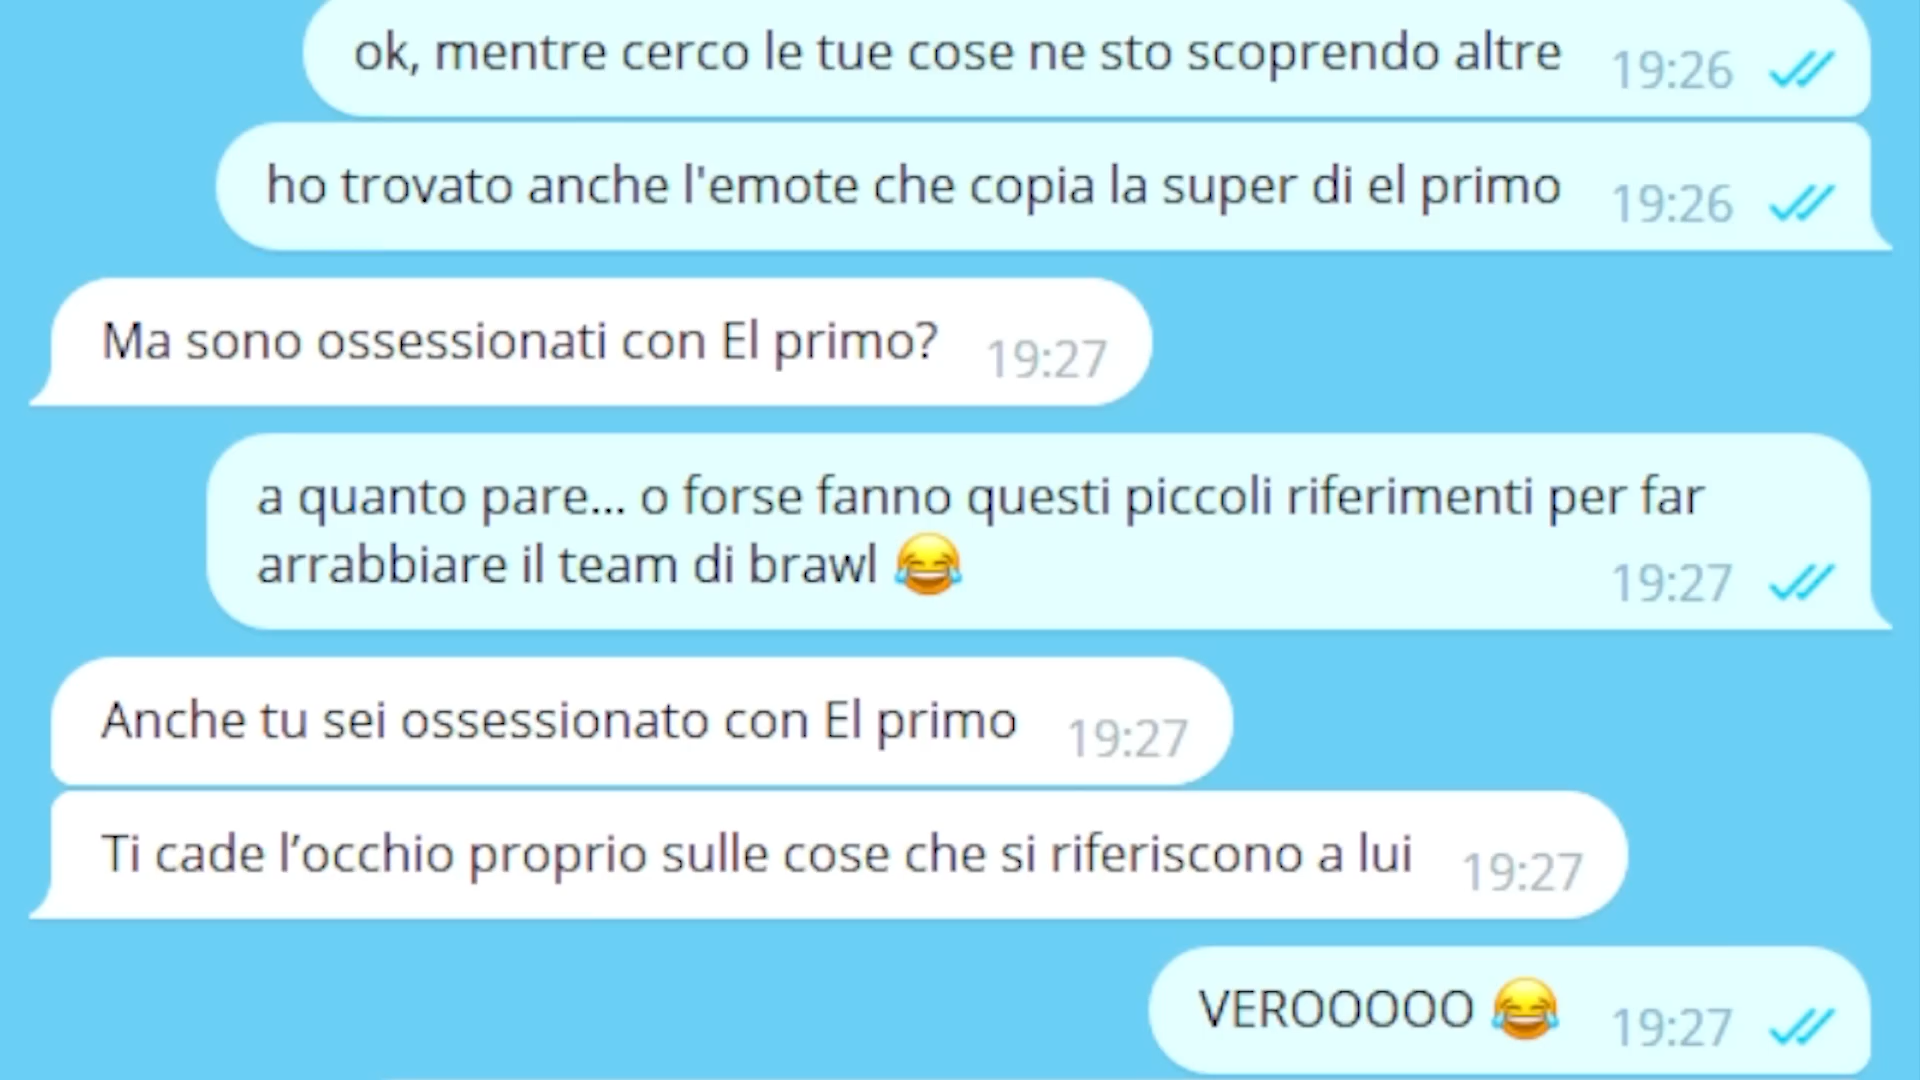 ok, mentre cerco le tue cose ne sto scoprendo altre 19:26
ho trovato anche l'emote che copia la super di el primo 19:26
Ma sono ossessionati con El primo? 19:27
a quanto pare... o forse fanno questi piccoli riferimenti per far
arrabbiare il team di brawl 😂 19:27
Anche tu sei ossessionato con El primo 19:27
Ti cade l’occhio proprio sulle cose che si riferiscono a lui 19:27
VEROOOOO 😂 19:27